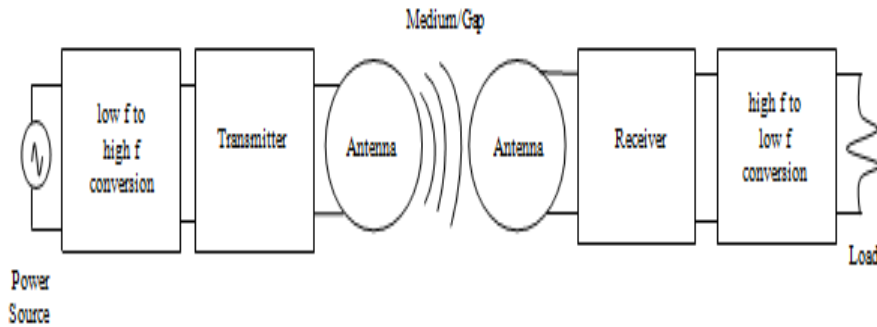 Medium/Gap
low f to
high f
conversion
Transmitter
Antenna
Antenna
Receiver
high f to
low f
conversion
Power
Source
Load